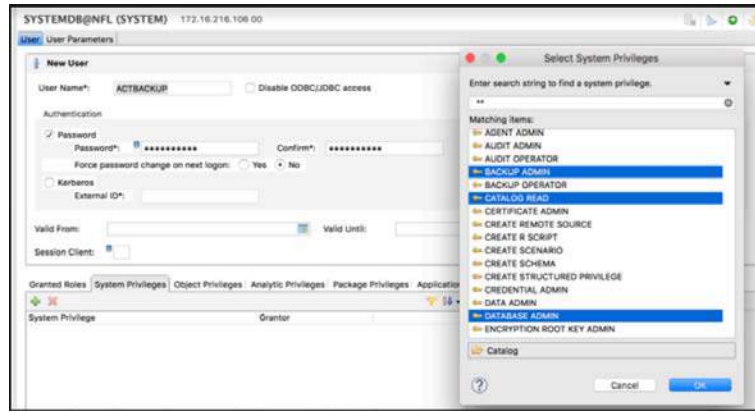 SYSTEMDB@NFL (SYSTEM) 172.16.216.106 00
User User Parameters
New User
User Name*: ACTBACKUP Disable ODBC/JDBC access
Authentication
Password
Password*: ●●●●●●●●●● Confirm*: ●●●●●●●●●●
Force password change on next logon: Yes No
Kerberos
External ID*:
Valid From: Valid Until:
Session Client:
Granted Roles System Privileges Object Privileges Analytic Privileges Package Privileges Application
System Privilege Grantor
Select System Privileges
Enter search string to find a system privilege.
**
Matching items:
AGENT ADMIN
AUDIT ADMIN
AUDIT OPERATOR
BACKUP ADMIN
BACKUP OPERATOR
CATALOG READ
CERTIFICATE ADMIN
CREATE REMOTE SOURCE
CREATE R SCRIPT
CREATE SCENARIO
CREATE SCHEMA
CREATE STRUCTURED PRIVILEGE
CREDENTIAL ADMIN
DATA ADMIN
DATABASE ADMIN
ENCRYPTION ROOT KEY ADMIN
Catalog
? Cancel OK